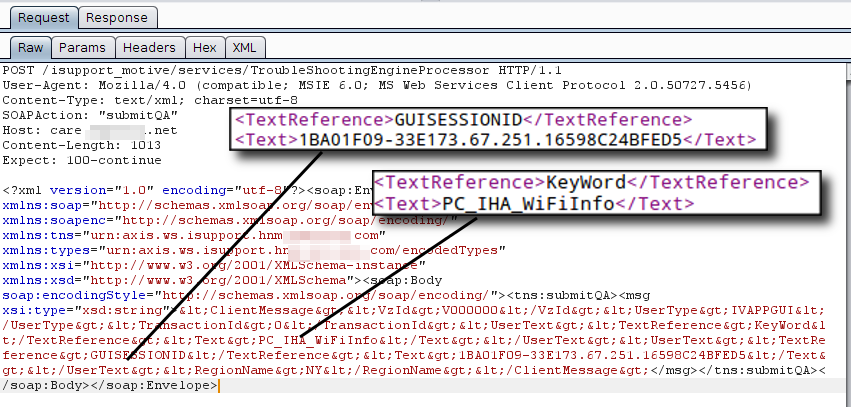 Request Response
Raw Params Headers Hex XML
POST /isupport_motive/services/TroubleShootingEngineProcessor HTTP/1.1
User-Agent: Mozilla/4.0 (compatible; MSIE 6.0; MS Web Services Client Protocol 2.0.50727.5456)
Content-Type: text/xml; charset=utf-8
SOAPAction: "submitQA"
Host: care .net
Content-Length: 1013
Expect: 100-continue
<TextReference>GUISESSIONID</TextReference>
<Text>1BA01F09-33E173.67.251.16598C24BFED5</Text>
<TextReference>KeyWord</TextReference>
<Text>PC_IHA_WiFiInfo</Text>
<?xml version="1.0" encoding="utf-8"?><soap:En
xmlns:soap="http://schemas.xmlsoap.org/soap/en
xmlns:soapenc="http://schemas.xmlsoap.org/soap/encoding/"
xmlns:tns="urn:axis.ws.isupport.hnm .com"
xmlns:types="urn:axis.ws.isupport.hn .com/encodedTypes"
xmlns:xsi="http://www.w3.org/2001/XMLSchema-instance"
xmlns:xsd="http://www.w3.org/2001/XMLSchema"><soap:Body
soap:encodingStyle="http://schemas.xmlsoap.org/soap/encoding/"><tns:submitQA><msg
xsi:type="xsd:string">&lt;ClientMessage&gt;&lt;VzId&gt;V000000&lt;/VzId&gt;&lt;UserType&gt;IVAPPGUI&lt;
/UserType&gt;&lt;TransactionId&gt;0&lt;/TransactionId&gt;&lt;UserText&gt;&lt;TextReference&gt;KeyWord&l
t;/TextReference&gt;&lt;Text&gt;PC_IHA_WiFiInfo&lt;/Text&gt;&lt;/UserText&gt;&lt;UserText&gt;&lt;TextRe
ference&gt;GUISESSIONID&lt;/TextReference&gt;&lt;Text&gt;1BA01F09-33E173.67.251.16598C24BFED5&lt;/Text&
gt;&lt;/UserText&gt;&lt;RegionName&gt;NY&lt;/RegionName&gt;&lt;/ClientMessage&gt;</msg></tns:submitQA><
/soap:Body></soap:Envelope>